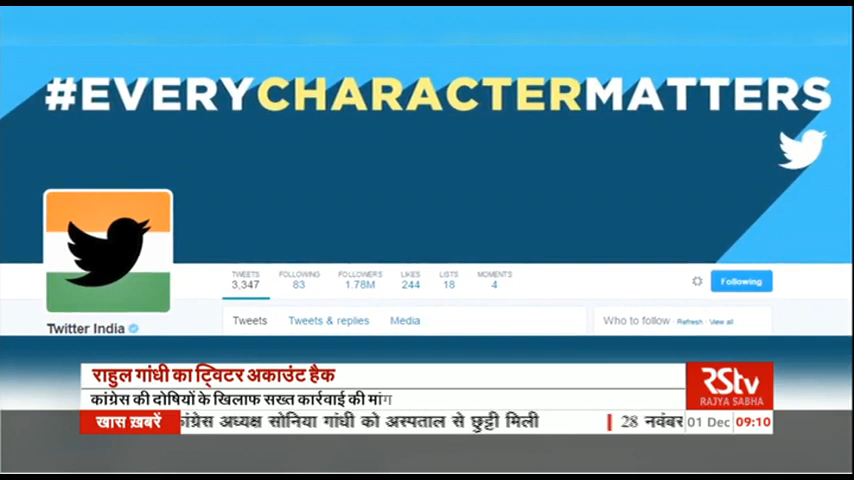 #EVERYCHARACTERMATTERS
TWEETS FOLLOWING FOLLOWERS LIKES LISTS MOMENTS
3,347 83 1.78M 244 18 4
Following
Tweets Tweets & replies Media
Who to follow · Refresh · View all
Twitter India
राहुल गांधी का ट्विटर अकाउंट हैक
कांग्रेस की दोषियों के खिलाफ सख्त कार्रवाई की मांग
RStv
RAJYA SABHA
खास ख़बरें
कांग्रेस अध्यक्ष सोनिया गांधी को अस्पताल से छुट्टी मिली
28 नवंबर
01 Dec 09:10